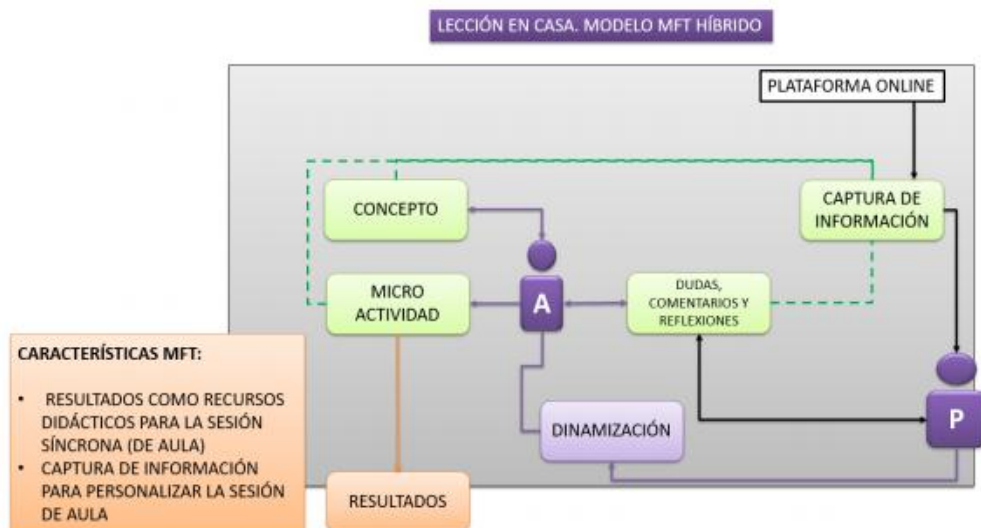 LECCIÓN EN CASA. MODELO MFT HÍBRIDO
PLATAFORMA ONLINE
CONCEPTO
CAPTURA DE
INFORMACIÓN
MICRO
ACTIVIDAD
A
DUDAS,
COMENTARIOS Y
REFLEXIONES
CARACTERÍSTICAS MFT:
• RESULTADOS COMO RECURSOS
DIDÁCTICOS PARA LA SESIÓN
SÍNCRONA (DE AULA)
• CAPTURA DE INFORMACIÓN
PARA PERSONALIZAR LA SESIÓN
DE AULA
DINAMIZACIÓN
P
RESULTADOS